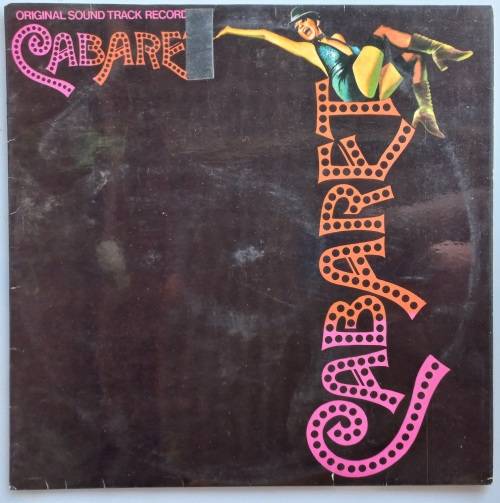 ORIGINAL SOUND TRACK RECORD
CABARE
CABARET